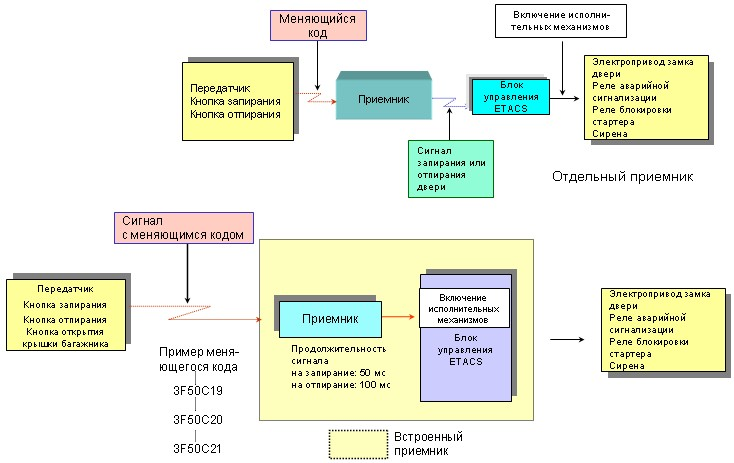 Меняющийся
код
Включение исполни-
тельных механизмов
Передатчик
Кнопка запирания
Кнопка отпирания
Приемник
Блок
управления
ETACS
Электропривод замка
двери
Реле аварийной
сигнализации
Реле блокировки
стартера
Сирена
Сигнал
запирания или
отпирания
двери
Отдельный приемник
Сигнал
с меняющимся кодом
Передатчик
Кнопка запирания
Кнопка отпирания
Кнопка открытия
крышки багажника
Пример меня-
ющегося кода
3F50C19
3F50C20
3F50C21
Приемник
Продолжительность
сигнала
на запирание: 50 мс
на отпирание: 100 мс
Включение
исполнительных
механизмов
Блок
управления
ETACS
Электропривод замка
двери
Реле аварийной
сигнализации
Реле блокировки
стартера
Сирена
Встроенный
приемник